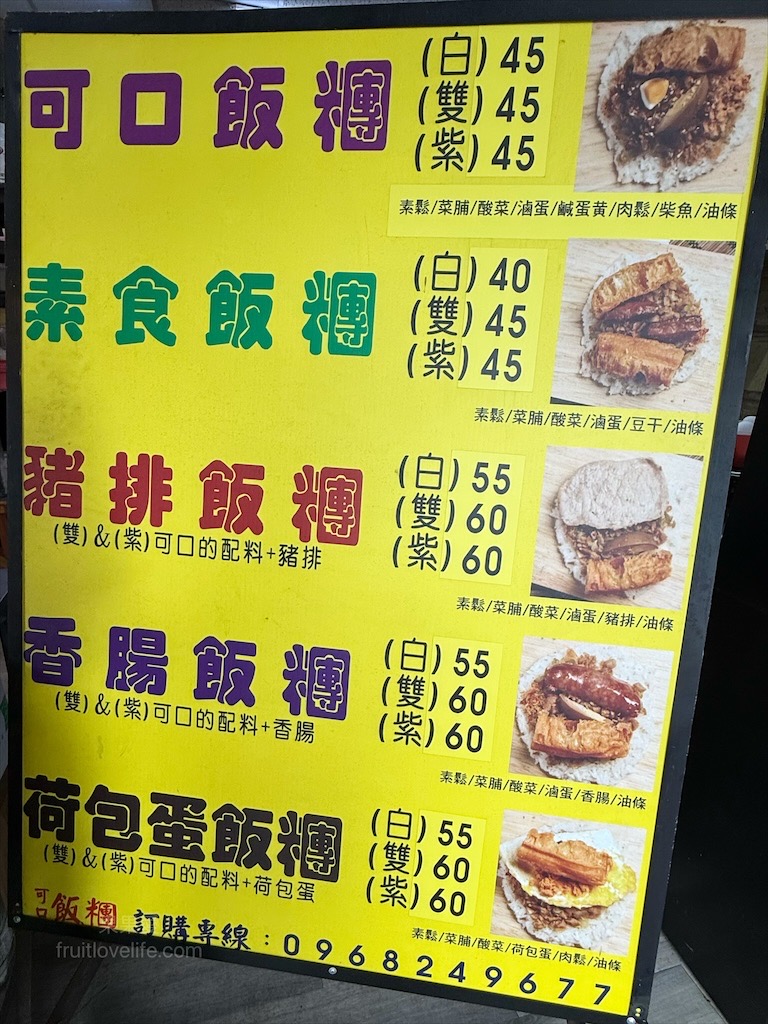 可口飯糰
(白) 45
(雙) 45
(紫) 45
素鬆/菜脯/酸菜/滷蛋/鹹蛋黃/肉鬆/柴魚/油條
素食飯糰
(白) 40
(雙) 45
(紫) 45
素鬆/菜脯/酸菜/滷蛋/豆干/油條
豬排飯糰
(雙)&(紫)可口的配料+豬排
(白) 55
(雙) 60
(紫) 60
素鬆/菜脯/酸菜/滷蛋/豬排/油條
香腸飯糰
(雙)&(紫)可口的配料+香腸
(白) 55
(雙) 60
(紫) 60
素鬆/菜脯/酸菜/滷蛋/香腸/油條
荷包蛋飯糰
(雙)&(紫)可口的配料+荷包蛋
(白) 55
(雙) 60
(紫) 60
素鬆/菜脯/酸菜/荷包蛋/肉鬆/油條
可口飯糰 訂購專線：0968249677
fruitlovelife.com